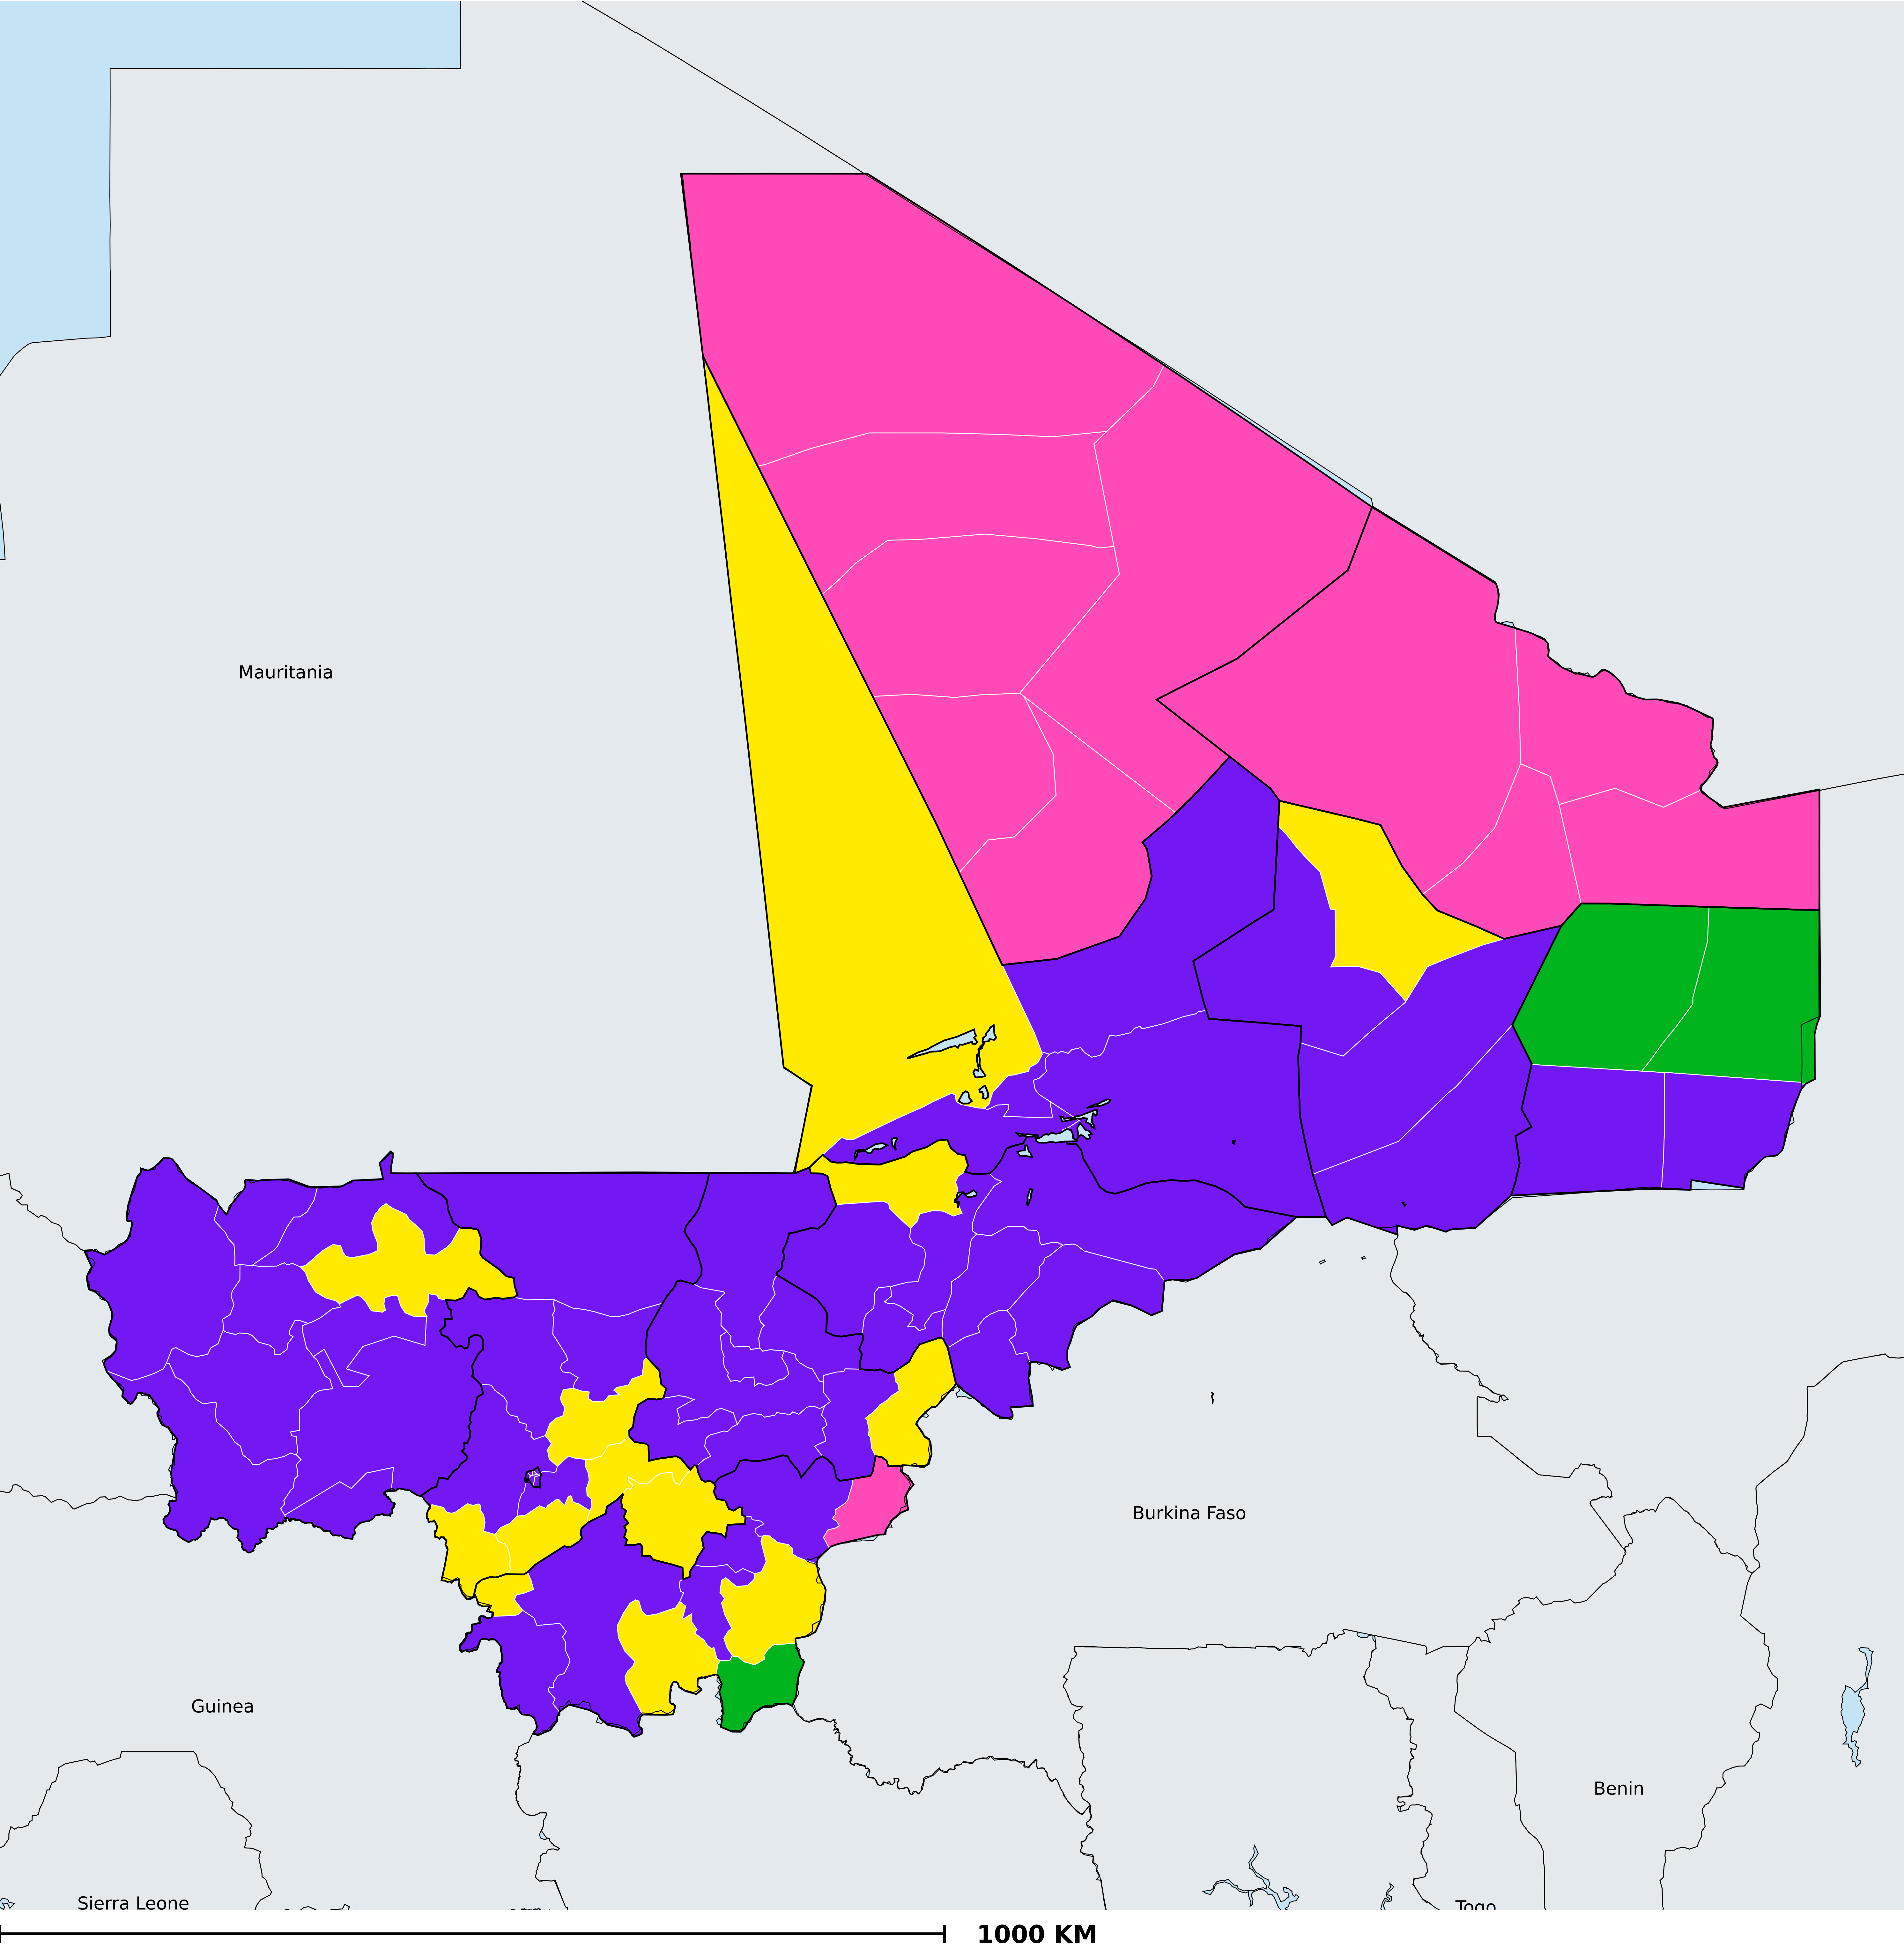 Mauritania
Burkina Faso
Guinea
Benin
Sierra Leone
Togo
1000 KM